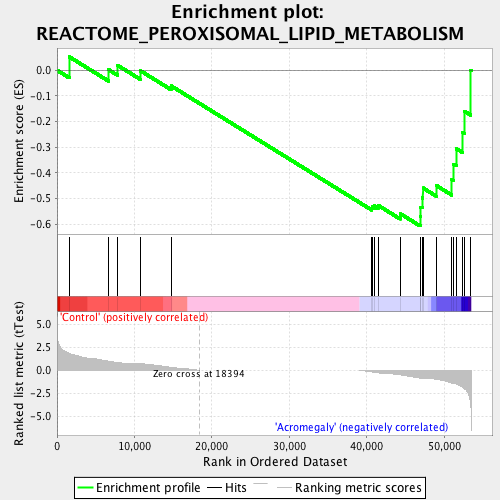 Enrichment plot:
REACTOME_PEROXISOMAL_LIPID_METABOLISM
Enrichment score (ES)
0.0
-0.1
-0.2
-0.3
-0.4
-0.5
-0.6
'Control' (positively correlated)
Ranked list metric (tTest)
5.0
2.5
0.0
-2.5
-5.0
Zero cross at 18394
'Acromegaly' (negatively correlated)
0 10,000 20,000 30,000 40,000 50,000
Rank in Ordered Dataset
Enrichment profile Hits Ranking metric scores